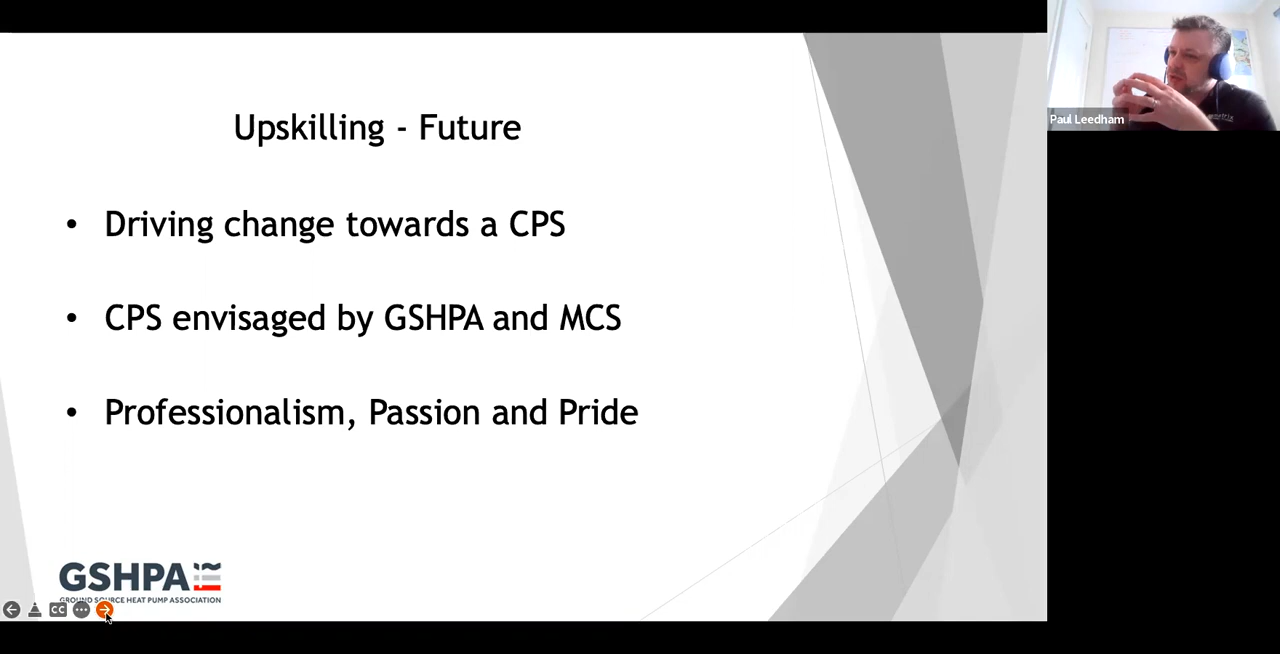 Upskilling - Future
• Driving change towards a CPS
• CPS envisaged by GSHPA and MCS
• Professionalism, Passion and Pride
GSHPA
GROUND SOURCE HEAT PUMP ASSOCIATION
CC
Paul Leedham